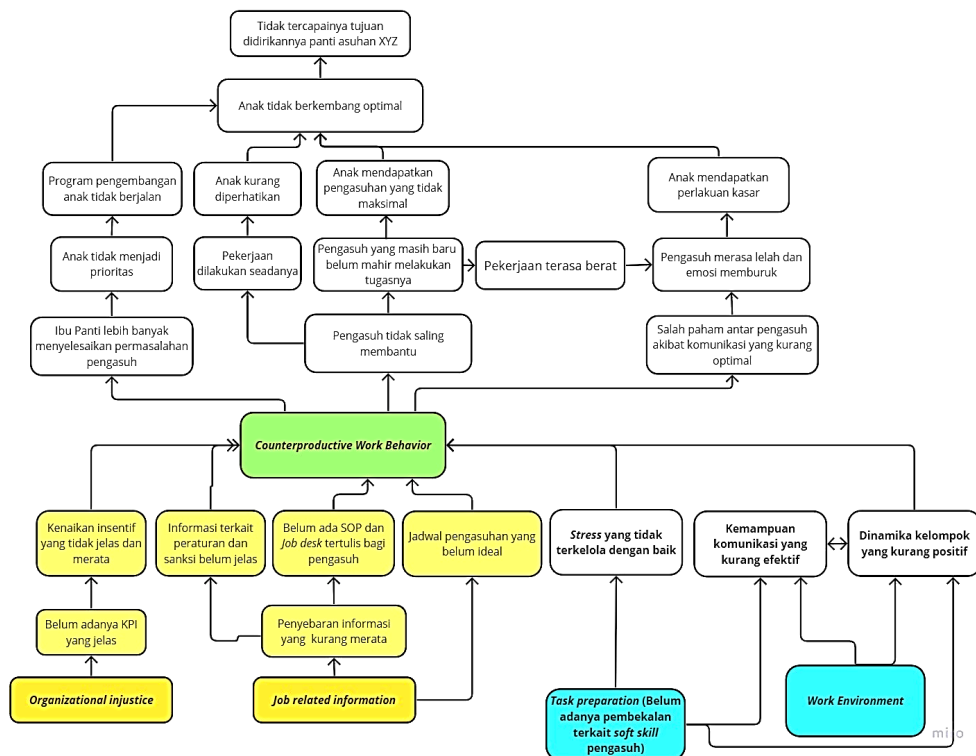 Tidak tercapainya tujuan
didirikannya panti asuhan XYZ
Anak tidak berkembang optimal
Program pengembangan
anak tidak berjalan
Anak kurang
diperhatikan
Anak mendapatkan
pengasuhan yang tidak
maksimal
Anak mendapatkan
perlakuan kasar
Anak tidak menjadi
prioritas
Pekerjaan
dilakukan seadanya
Pengasuh yang masih baru
belum mahir melakukan
tugasnya
Pekerjaan terasa berat
Pengasuh merasa lelah dan
emosi memburuk
Ibu Panti lebih banyak
menyelesaikan permasalahan
pengasuh
Pengasuh tidak saling
membantu
Salah paham antar pengasuh
akibat komunikasi yang kurang
optimal
Counterproductive Work Behavior
Kenaikan insentif
yang tidak jelas dan
merata
Informasi terkait
peraturan dan
sanksi belum jelas
Belum ada SOP dan
Job desk tertulis bagi
pengasuh
Jadwal pengasuhan yang
belum ideal
Stress yang tidak
terkelola dengan baik
Kemampuan
komunikasi yang
kurang efektif
Dinamika kelompok
yang kurang positif
Belum adanya KPI
yang jelas
Penyebaran informasi
yang kurang merata
Organizational injustice
Job related information
Task preparation (Belum
adanya pembekalan
terkait soft skill
pengasuh)
Work Environment
miro